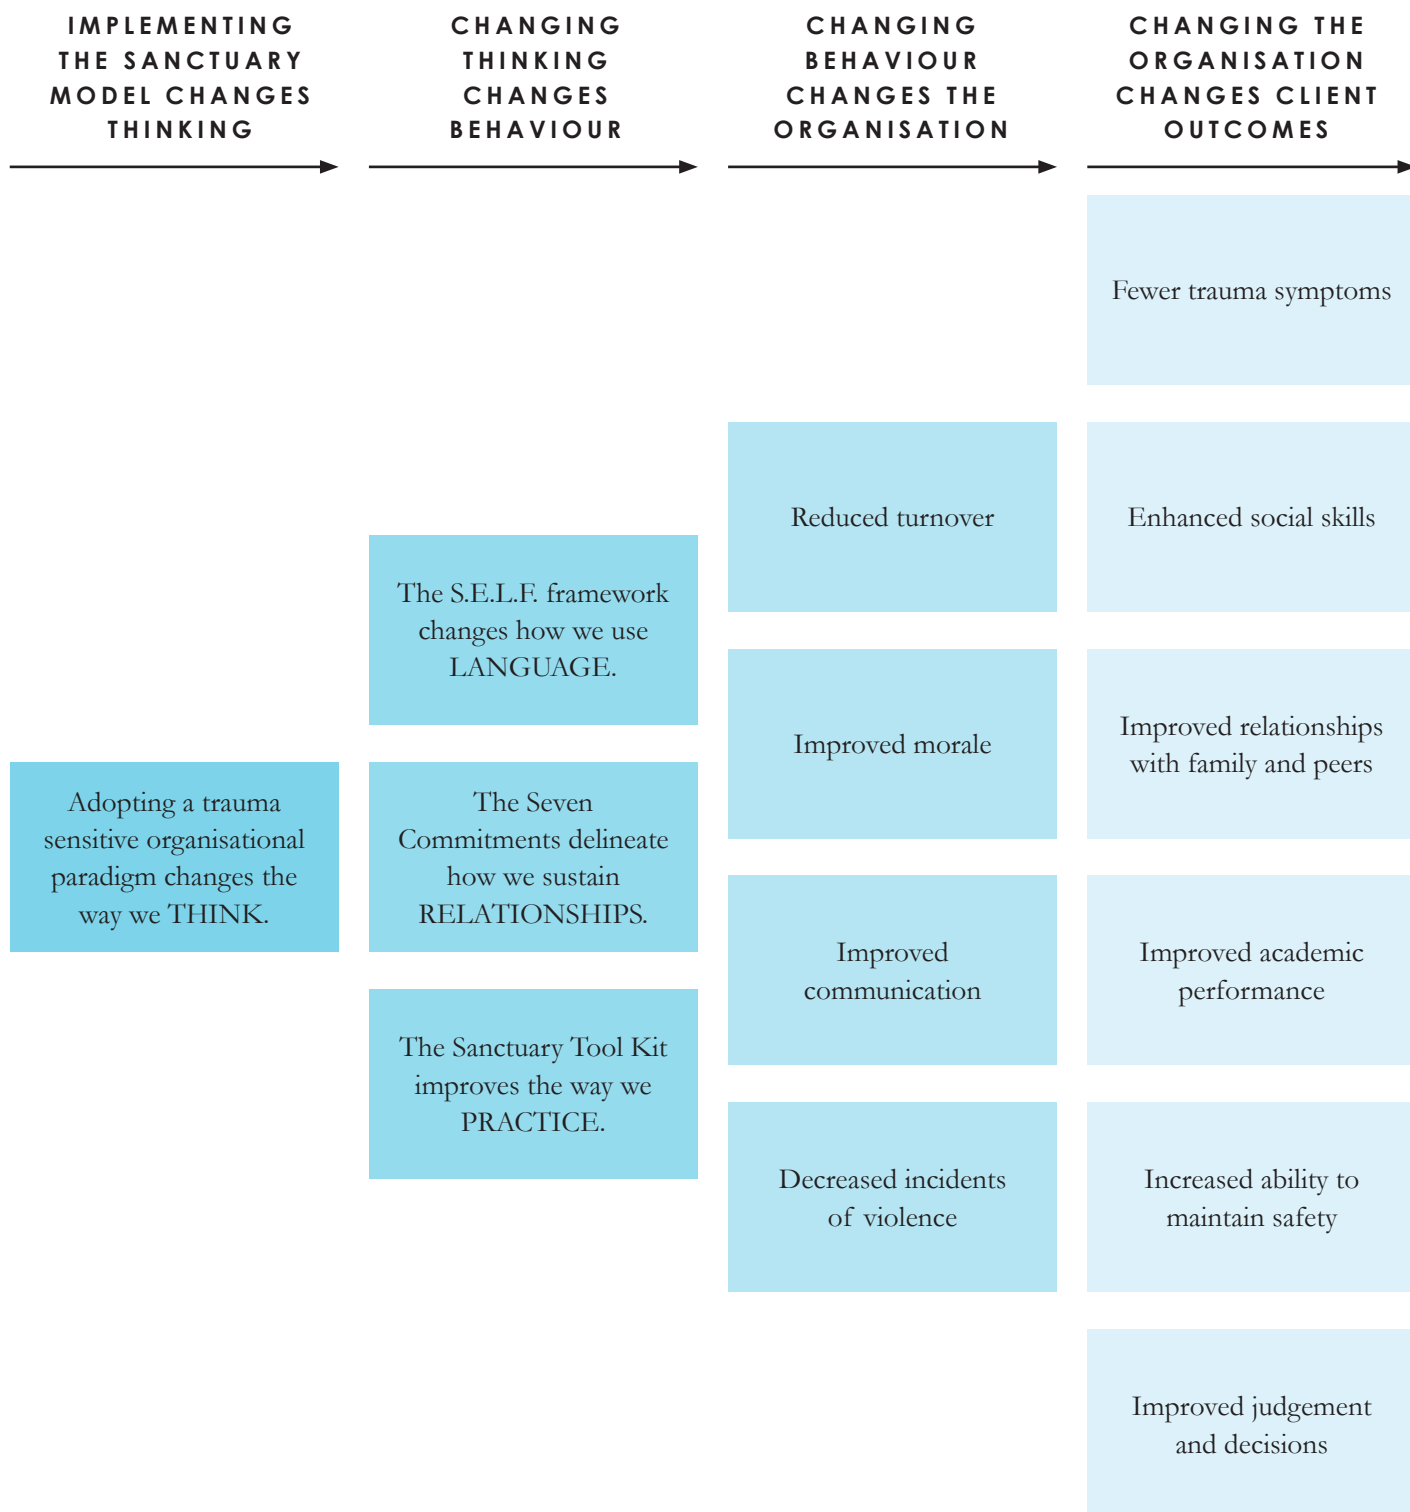 IMPLEMENTING
THE SANCTUARY
MODEL CHANGES
THINKING
CHANGING
THINKING
CHANGES
BEHAVIOUR
CHANGING
BEHAVIOUR
CHANGES THE
ORGANISATION
CHANGING THE
ORGANISATION
CHANGES CLIENT
OUTCOMES
Adopting a trauma
sensitive organisational
paradigm changes the
way we THINK.
The S.E.L.F. framework
changes how we use
LANGUAGE.
The Seven
Commitments delineate
how we sustain
RELATIONSHIPS.
The Sanctuary Tool Kit
improves the way we
PRACTICE.
Reduced turnover
Improved morale
Improved
communication
Decreased incidents
of violence
Fewer trauma symptoms
Enhanced social skills
Improved relationships
with family and peers
Improved academic
performance
Increased ability to
maintain safety
Improved judgement
and decisions